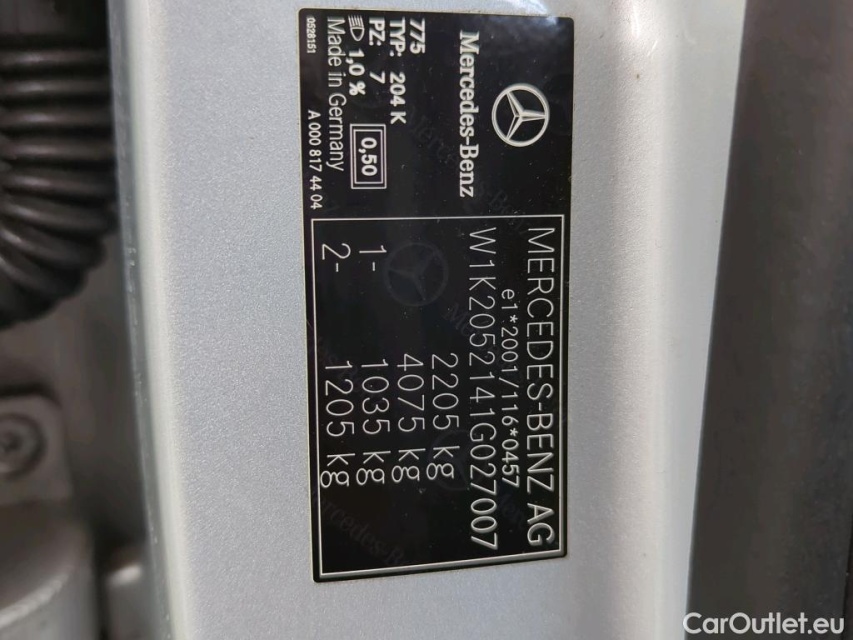 Mercedes-Benz
775
TYP: 204 K
PZ: 7
1,0 %
0,50
Made in Germany
0528151
A 000 817 44 04
MERCEDES-BENZ AG
e1*2001/116*0457
W1K2052141G027007
2205 kg
4075 kg
1- 1035 kg
2- 1205 kg
CarOutlet.eu